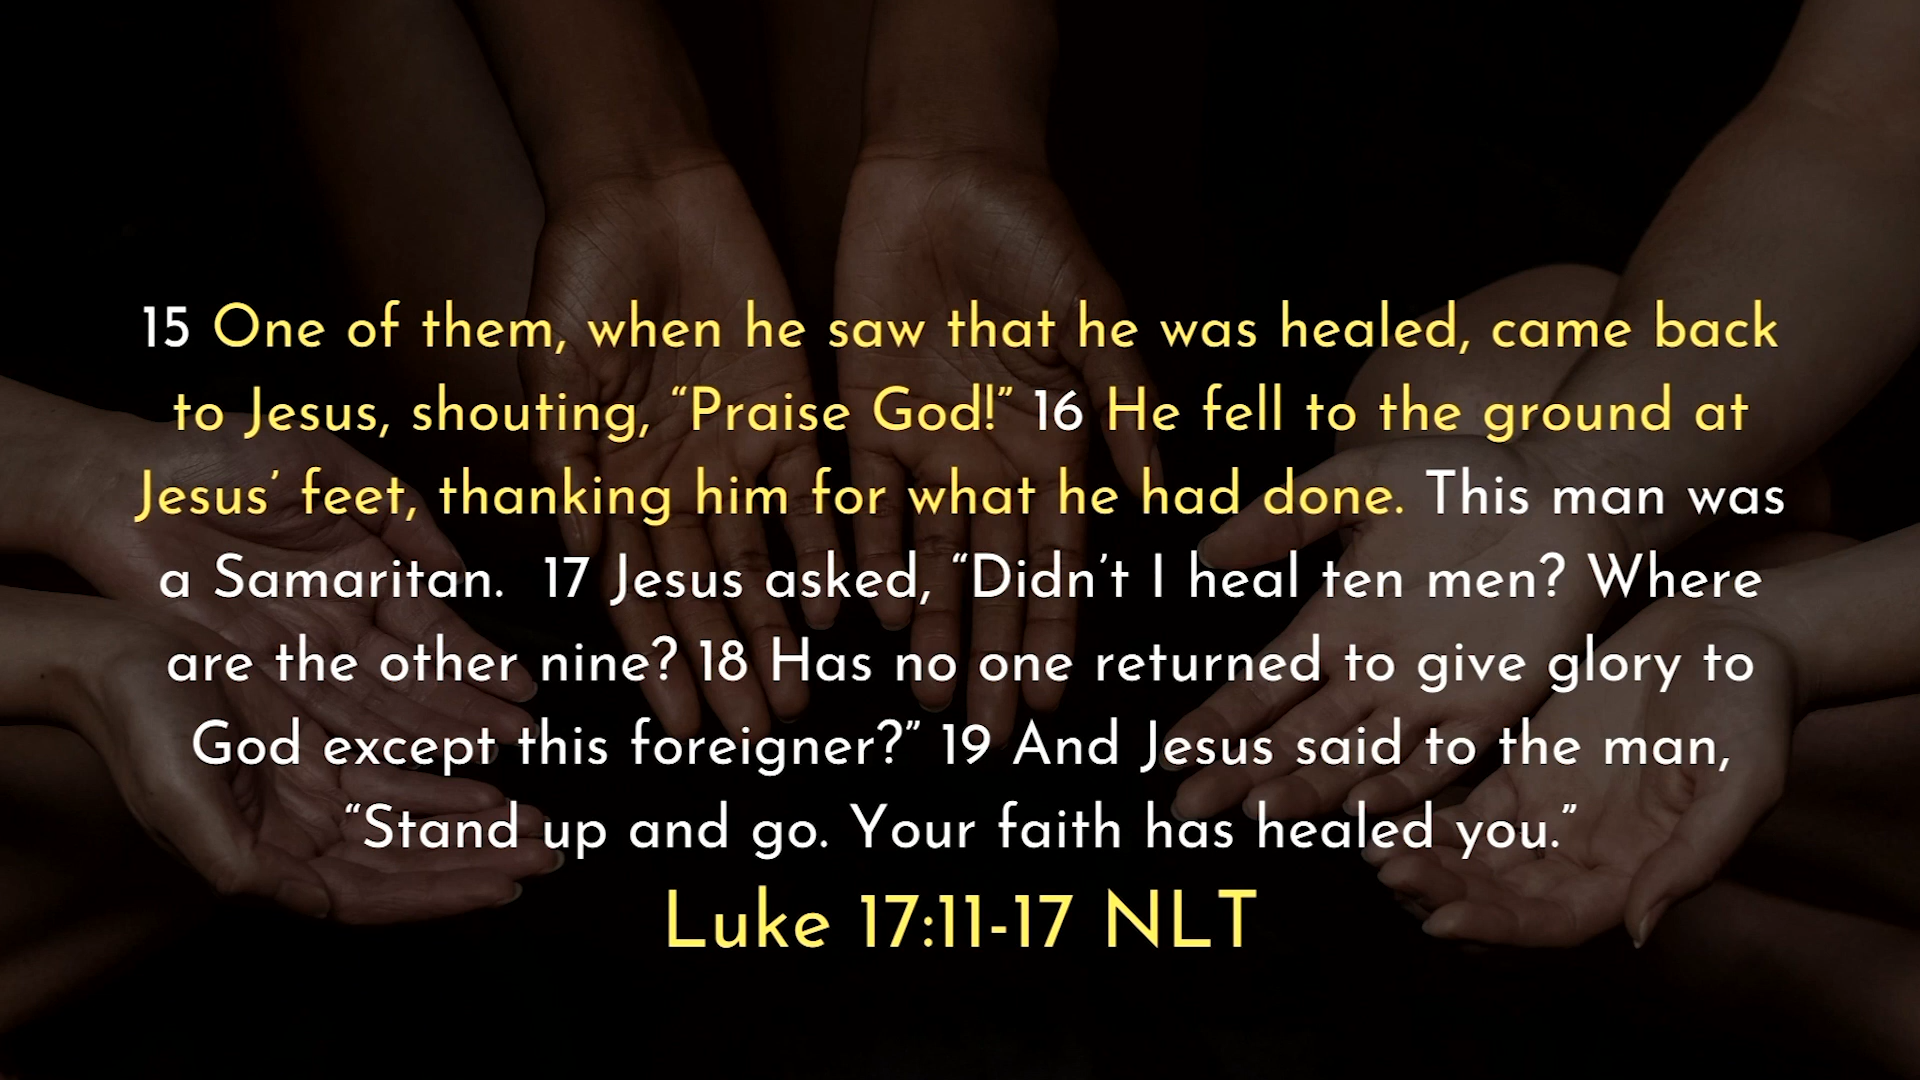 15 One of them, when he saw that he was healed, came back
to Jesus, shouting, “Praise God!” 16 He fell to the ground at
Jesus’ feet, thanking him for what he had done. This man was
a Samaritan.  17 Jesus asked, “Didn’t I heal ten men? Where
are the other nine? 18 Has no one returned to give glory to
God except this foreigner?” 19 And Jesus said to the man,
“Stand up and go. Your faith has healed you.”
Luke 17:11-17 NLT